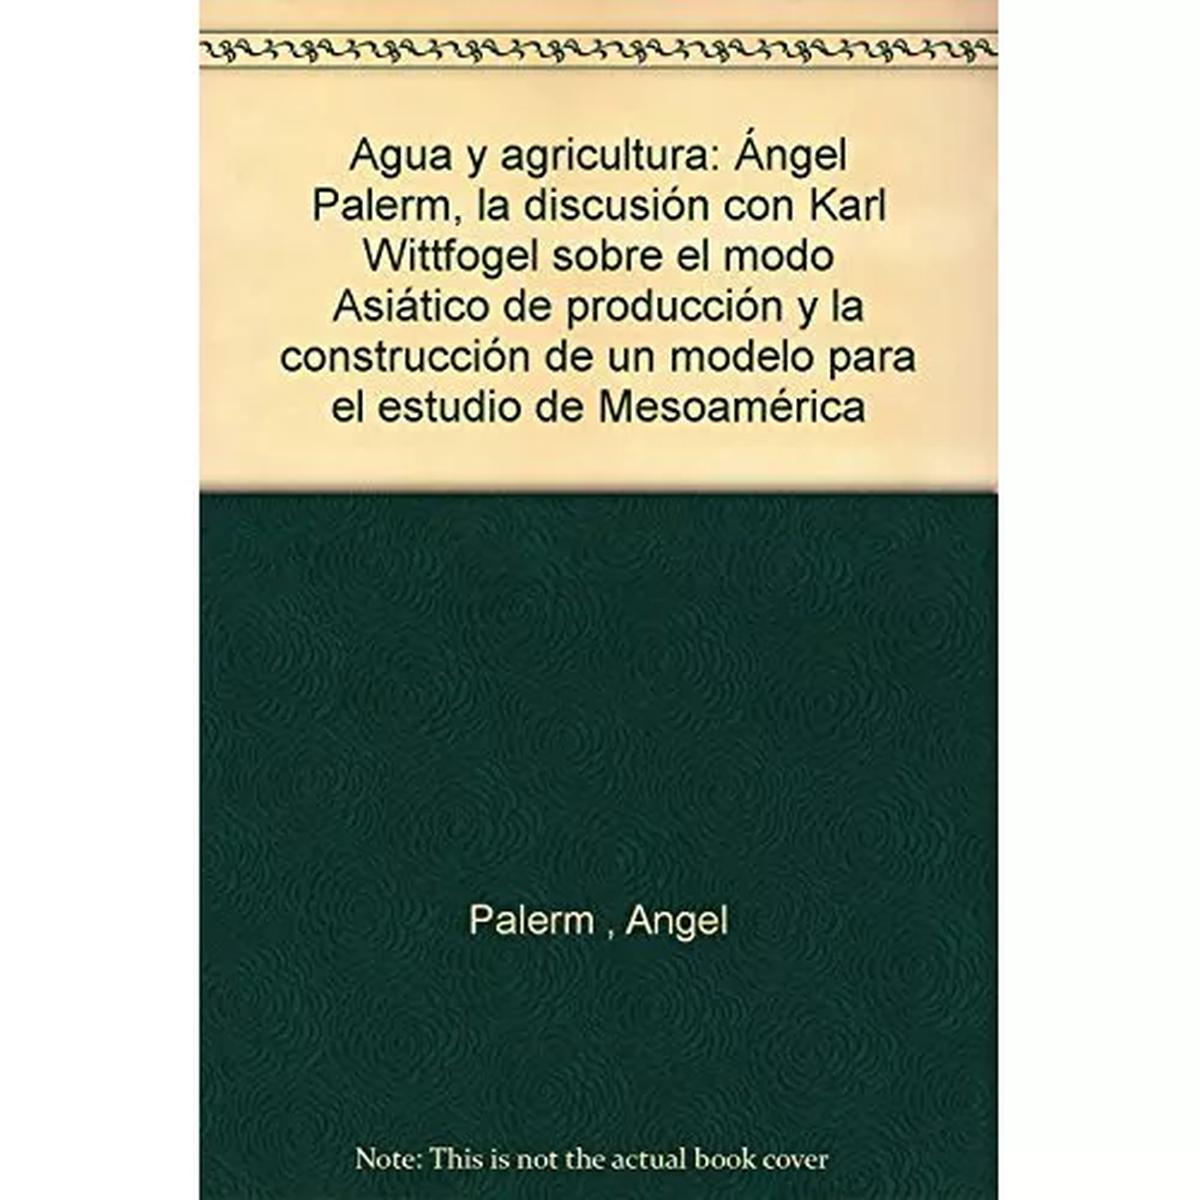 Agua y agricultura: Ángel
Palerm, la discusión con Karl
Wittfogel sobre el modo
Asiático de producción y la
construcción de un modelo para
el estudio de Mesoamérica
Palerm , Angel
Note: This is not the actual book cover